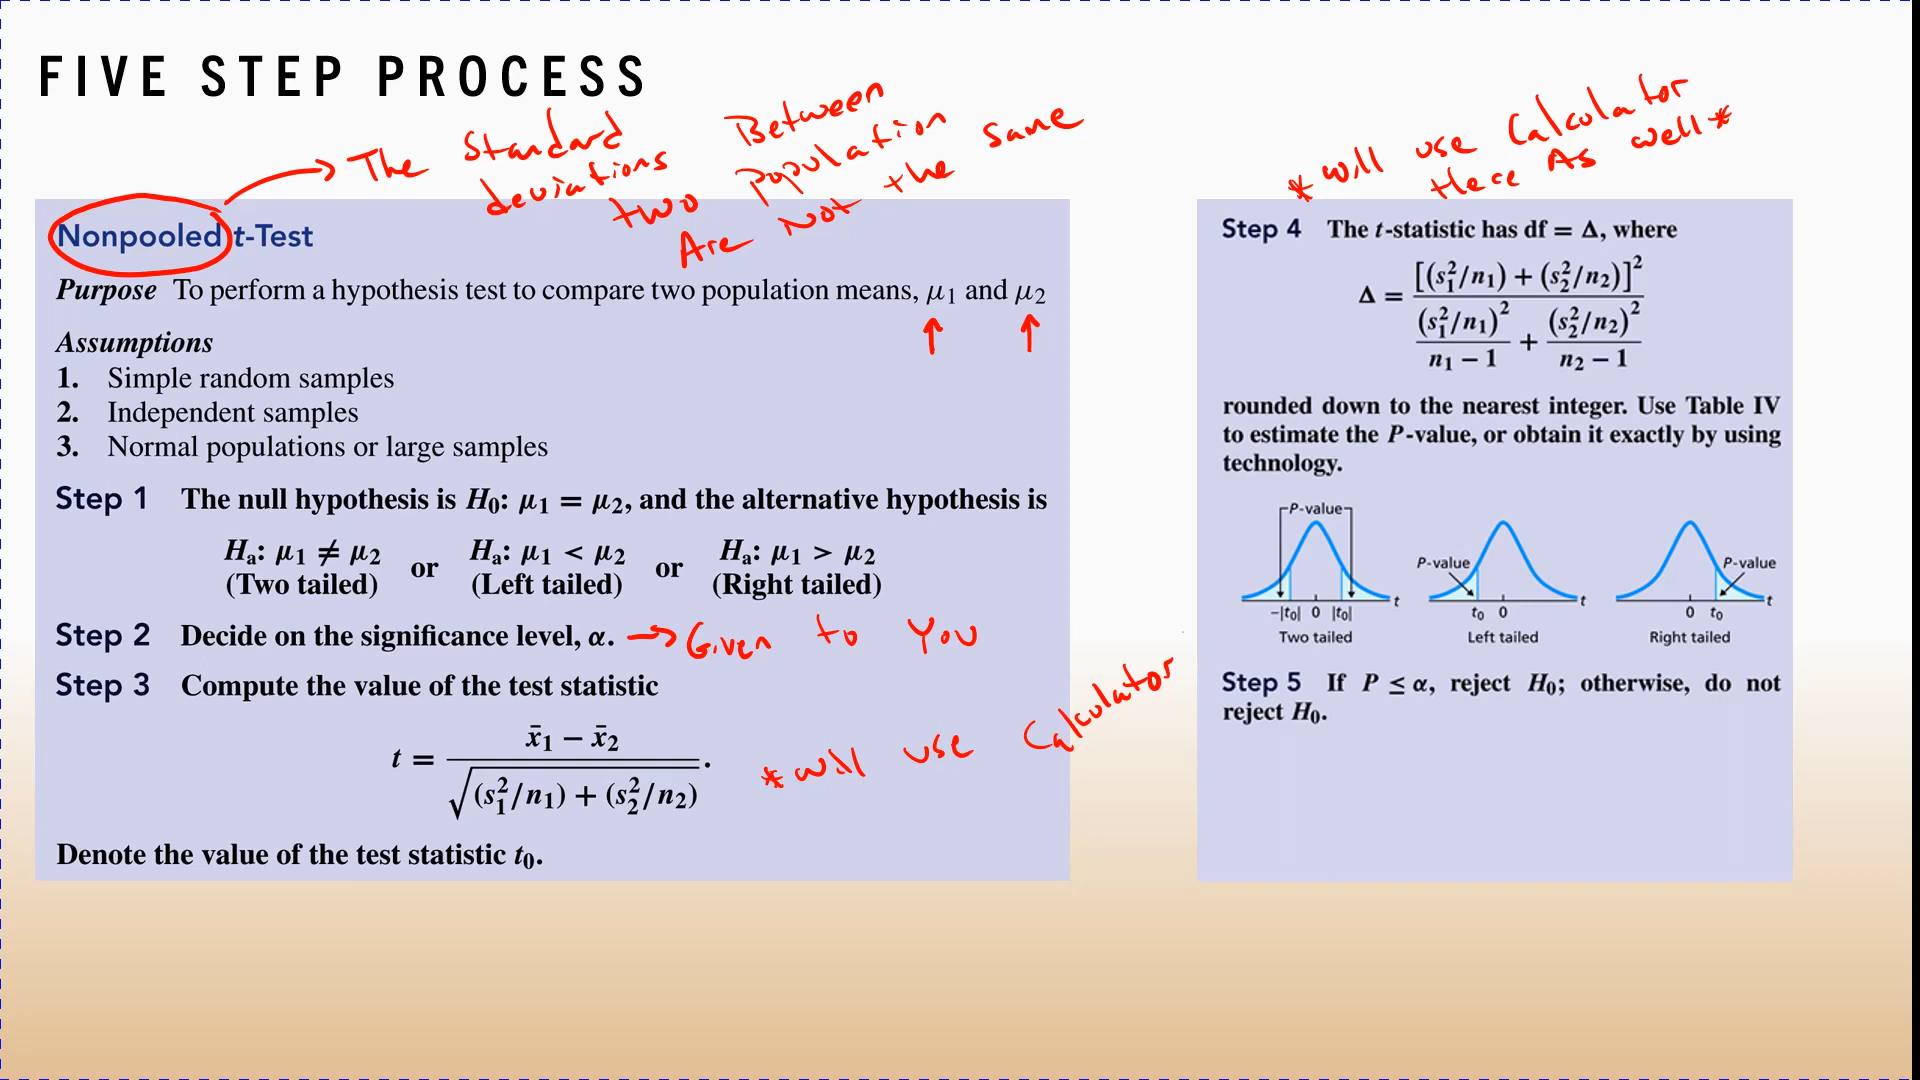 FIVE STEP PROCESS
The Standard deviations Between two Population Are Not the same
Nonpooled t-Test
Purpose To perform a hypothesis test to compare two population means, μ₁ and μ₂
Assumptions
1. Simple random samples
2. Independent samples
3. Normal populations or large samples
Step 1 The null hypothesis is H₀: μ₁ = μ₂, and the alternative hypothesis is
Hₐ: μ₁ ≠ μ₂ or Hₐ: μ₁ < μ₂ or Hₐ: μ₁ > μ₂
(Two tailed) (Left tailed) (Right tailed)
Step 2 Decide on the significance level, α. → Given to You
Step 3 Compute the value of the test statistic
t = (x̄₁ − x̄₂) / √((s₁²/n₁) + (s₂²/n₂)).
*will use Calculator
Denote the value of the test statistic t₀.
*will use Calculator
Here As well*
Step 4 The t-statistic has df = Δ, where
Δ = [(s₁²/n₁) + (s₂²/n₂)]² / ((s₁²/n₁)²/(n₁ − 1) + (s₂²/n₂)²/(n₂ − 1))
rounded down to the nearest integer. Use Table IV
to estimate the P-value, or obtain it exactly by using
technology.
P-value
−|t₀| 0 |t₀| t
Two tailed
P-value
t₀ 0 t
Left tailed
P-value
0 t₀ t
Right tailed
Step 5 If P ≤ α, reject H₀; otherwise, do not
reject H₀.